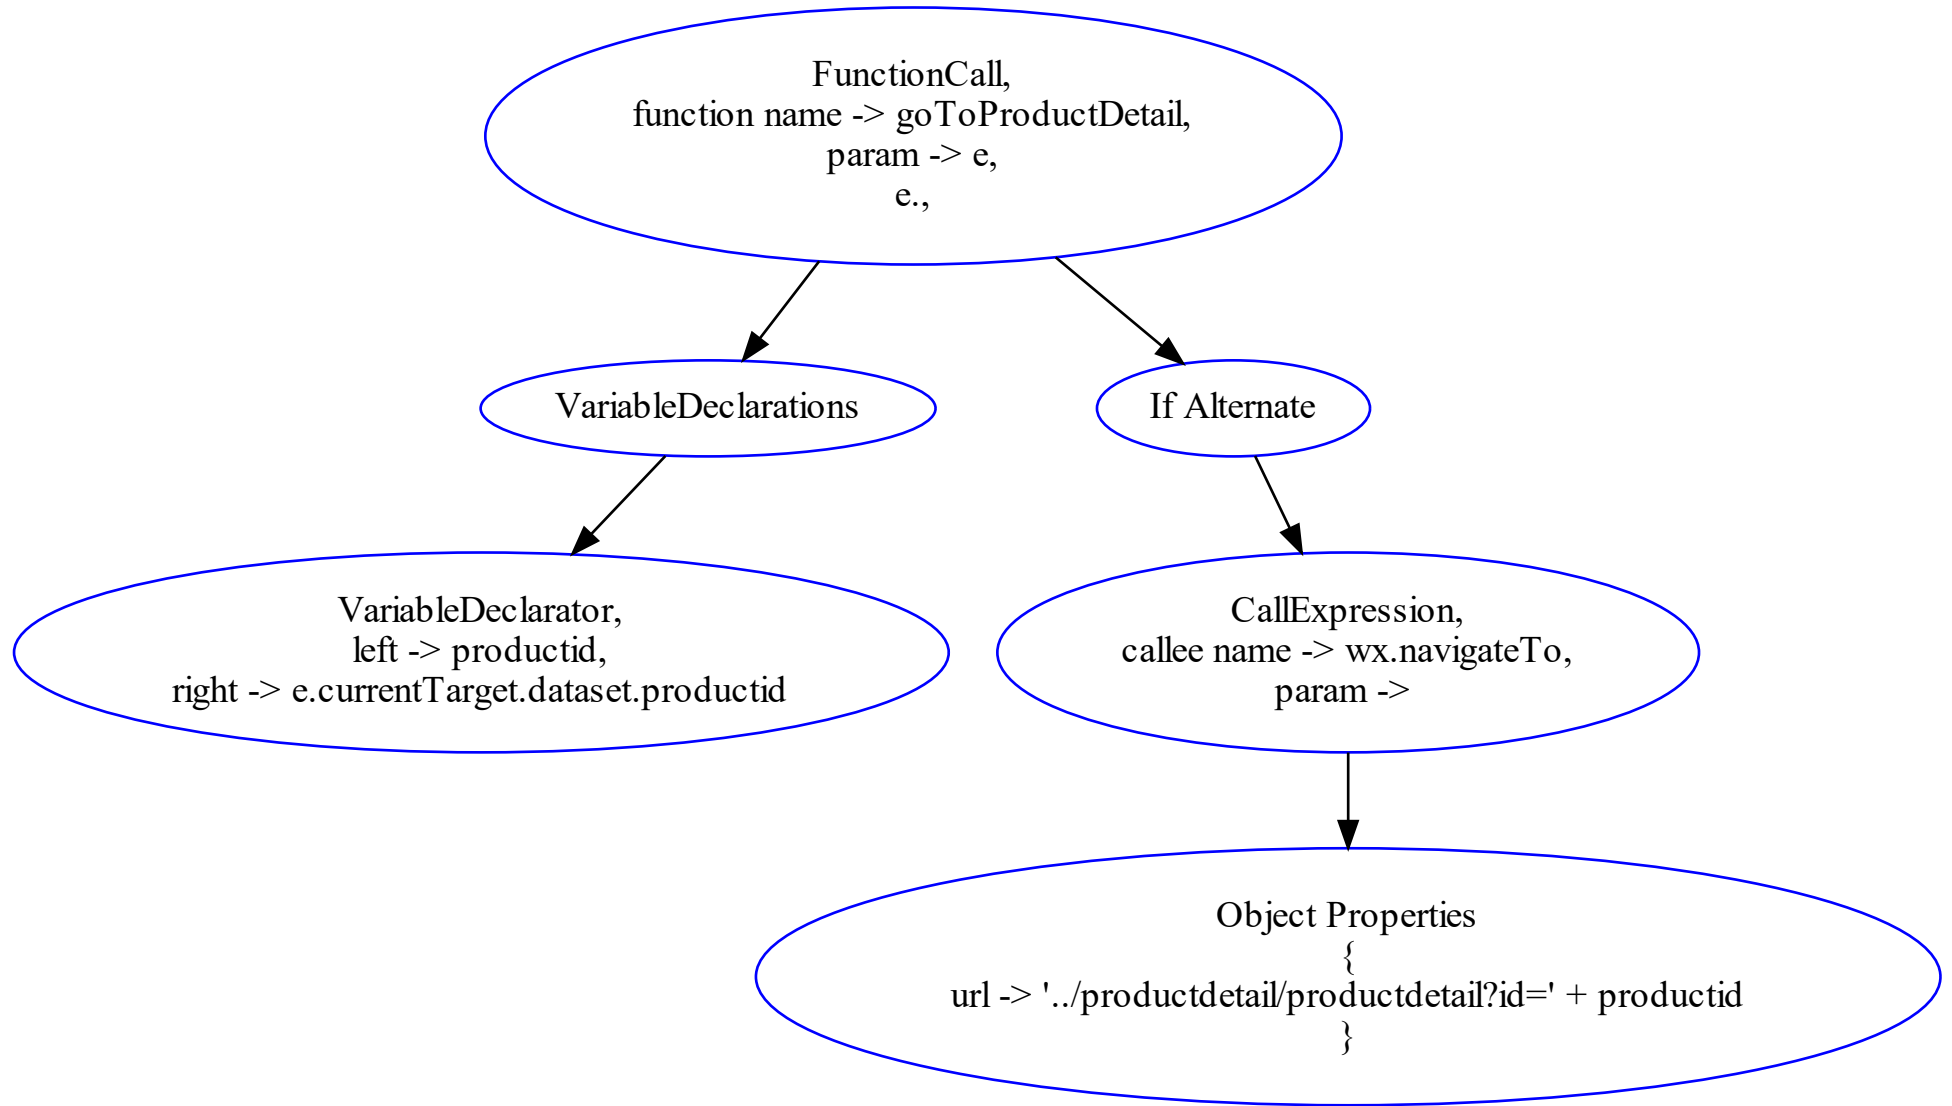 FunctionCall,
function name -> goToProductDetail,
param -> e,
e.,
VariableDeclarations
If Alternate
VariableDeclarator,
left -> productid,
right -> e.currentTarget.dataset.productid
CallExpression,
callee name -> wx.navigateTo,
param ->
Object Properties
{
url -> '../productdetail/productdetail?id=' + productid
}